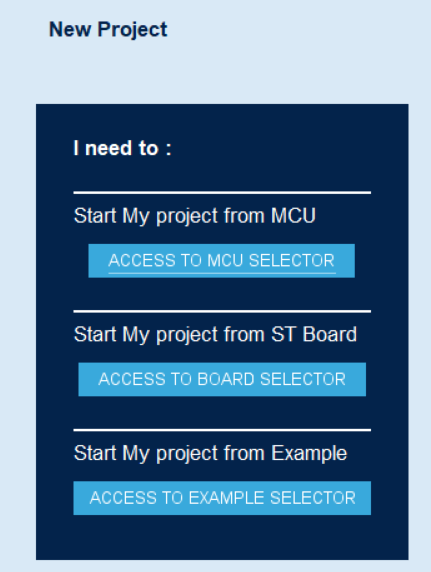 New Project
I need to :
Start My project from MCU
ACCESS TO MCU SELECTOR
Start My project from ST Board
ACCESS TO BOARD SELECTOR
Start My project from Example
ACCESS TO EXAMPLE SELECTOR